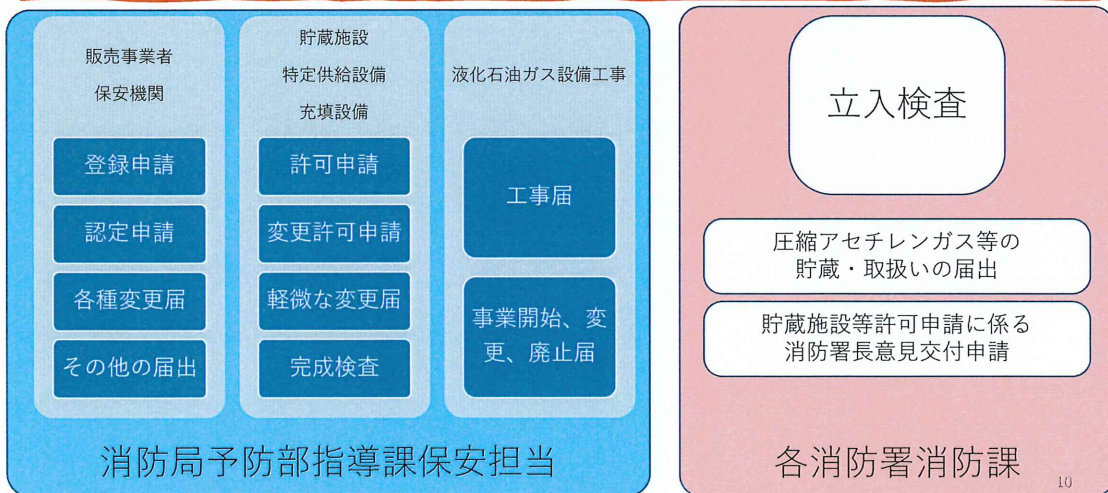 販売事業者
保安機関
登録申請
認定申請
各種変更届
その他の届出
貯蔵施設
特定供給設備
充填設備
許可申請
変更許可申請
軽微な変更届
完成検査
液化石油ガス設備工事
工事届
事業開始、変
更、廃止届
消防局予防部指導課保安担当
立入検査
圧縮アセチレンガス等の
貯蔵・取扱いの届出
貯蔵施設等許可申請に係る
消防署長意見交付申請
各消防署消防課
10